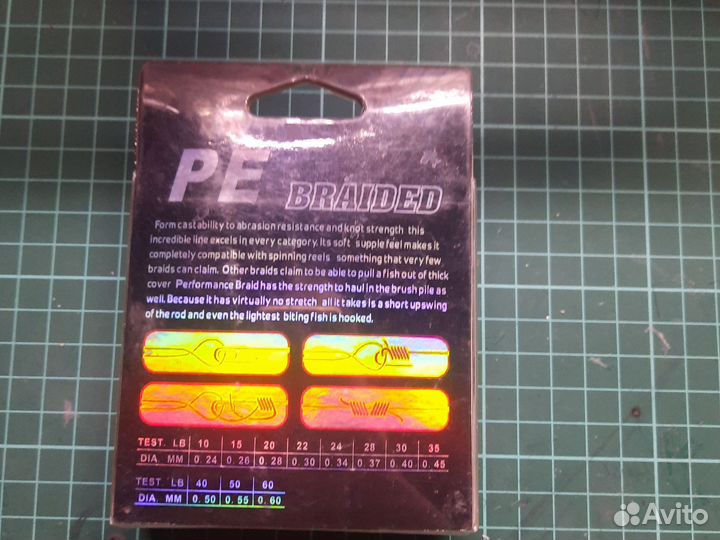 PE BRAIDED
Form castability to abrasion resistance and knot strength this
incredible line excels in every category. Its soft supple feel makes it
completely compatible with spinning reels something that very few
braids can claim. Other braids claim to be able to pull a fish out of thick
cover Performance Braid has the strength to haul in the brush pile as
well. Because it has virtually no stretch all it takes is a short upswing
of the rod and even the lightest biting fish is hooked.
TEST. LB 10 15 20 22 24 28 30 35
DIA. MM 0.24 0.26 0.28 0.30 0.34 0.37 0.40 0.45
TEST. LB 40 50 60
DIA. MM 0.50 0.55 0.60
Avito